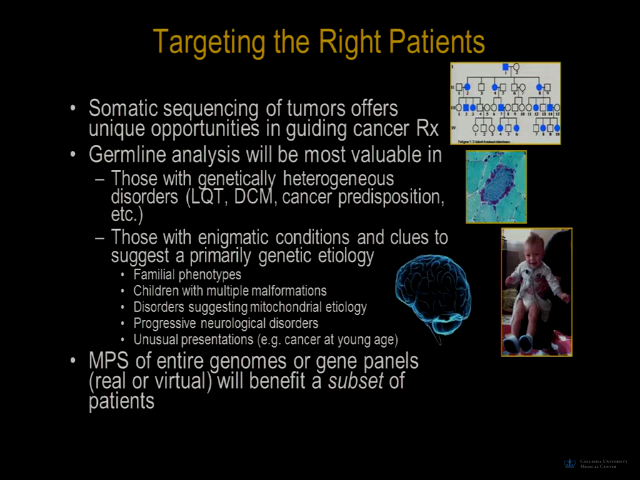 Targeting the Right Patients
• Somatic sequencing of tumors offers
unique opportunities in guiding cancer Rx
• Germline analysis will be most valuable in
– Those with genetically heterogeneous
disorders (LQT, DCM, cancer predisposition,
etc.)
– Those with enigmatic conditions and clues to
suggest a primarily genetic etiology
• Familial phenotypes
• Children with multiple malformations
• Disorders suggesting mitochondrial etiology
• Progressive neurological disorders
• Unusual presentations (e.g. cancer at young age)
• MPS of entire genomes or gene panels
(real or virtual) will benefit a subset of
patients
COLUMBIA UNIVERSITY
MEDICAL CENTER